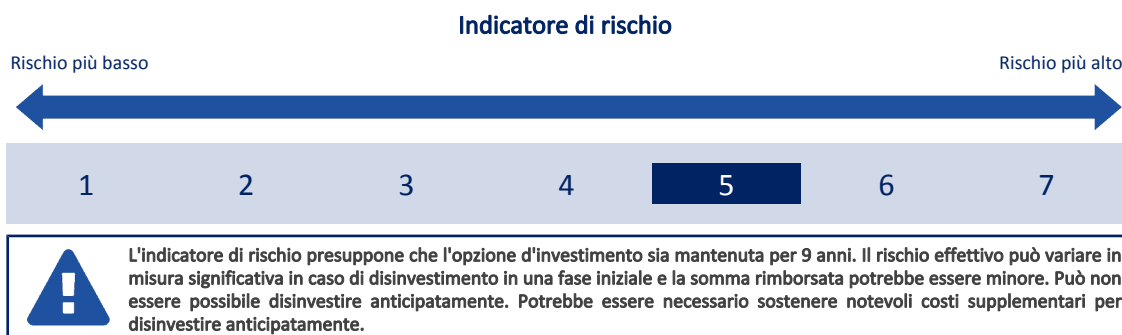 Indicatore di rischio
Rischio più basso
Rischio più alto
1 2 3 4 5 6 7
L'indicatore di rischio presuppone che l'opzione d'investimento sia mantenuta per 9 anni. Il rischio effettivo può variare in
misura significativa in caso di disinvestimento in una fase iniziale e la somma rimborsata potrebbe essere minore. Può non
essere possibile disinvestire anticipatamente. Potrebbe essere necessario sostenere notevoli costi supplementari per
disinvestire anticipatamente.